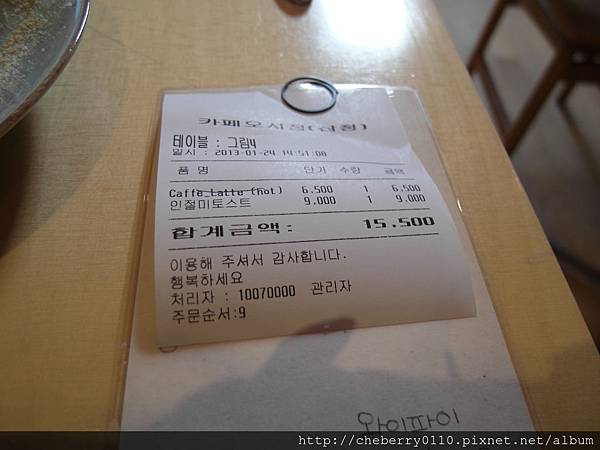 카페오시정(삼청)
테이블 : 그림4
일시 : 2013-01-24 14:51:08
품 명 단가 수량 금액
Caffe Latte (hot) 6.500 1 6.500
인절미토스트 9.000 1 9.000
합계금액: 15.500
이용해 주셔서 감사합니다.
행복하세요
처리자 : 10070000 관리자
주문순서:9
와이파이
http://cheberry0110.pixnet.net/album